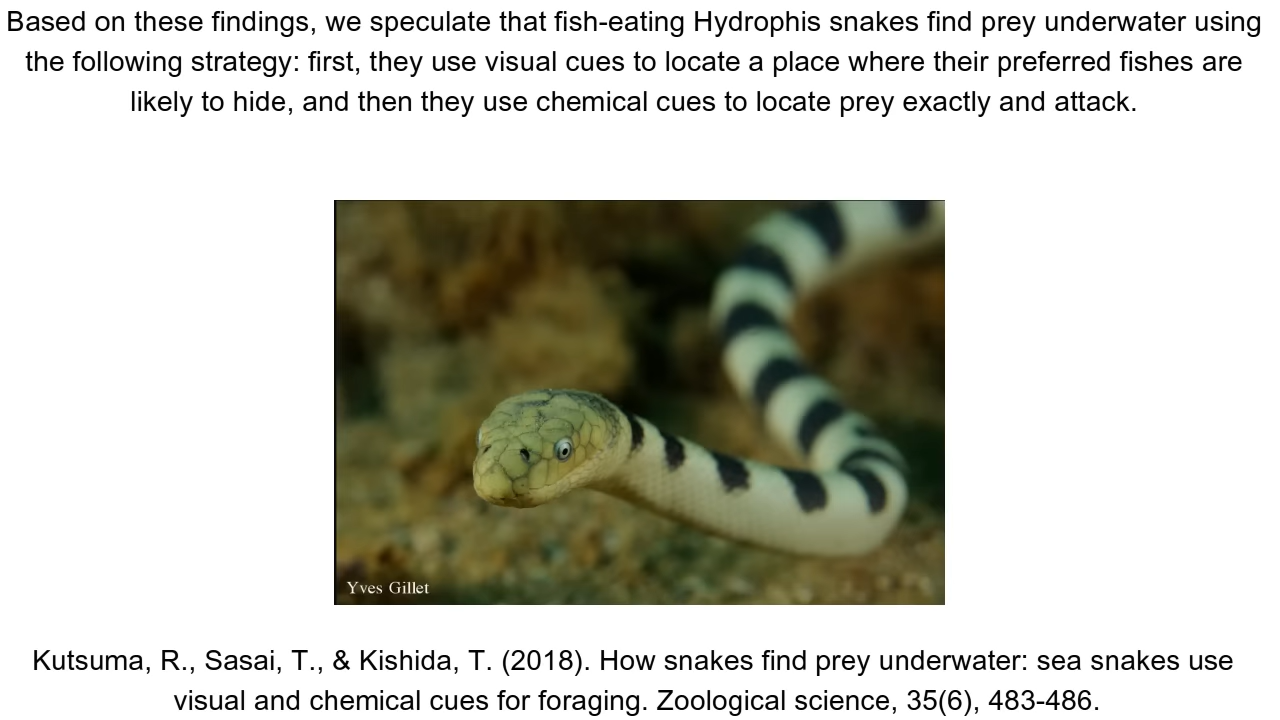 Based on these findings, we speculate that fish-eating Hydrophis snakes find prey underwater using
the following strategy: first, they use visual cues to locate a place where their preferred fishes are
likely to hide, and then they use chemical cues to locate prey exactly and attack.
Yves Gillet
Kutsuma, R., Sasai, T., & Kishida, T. (2018). How snakes find prey underwater: sea snakes use
visual and chemical cues for foraging. Zoological science, 35(6), 483-486.